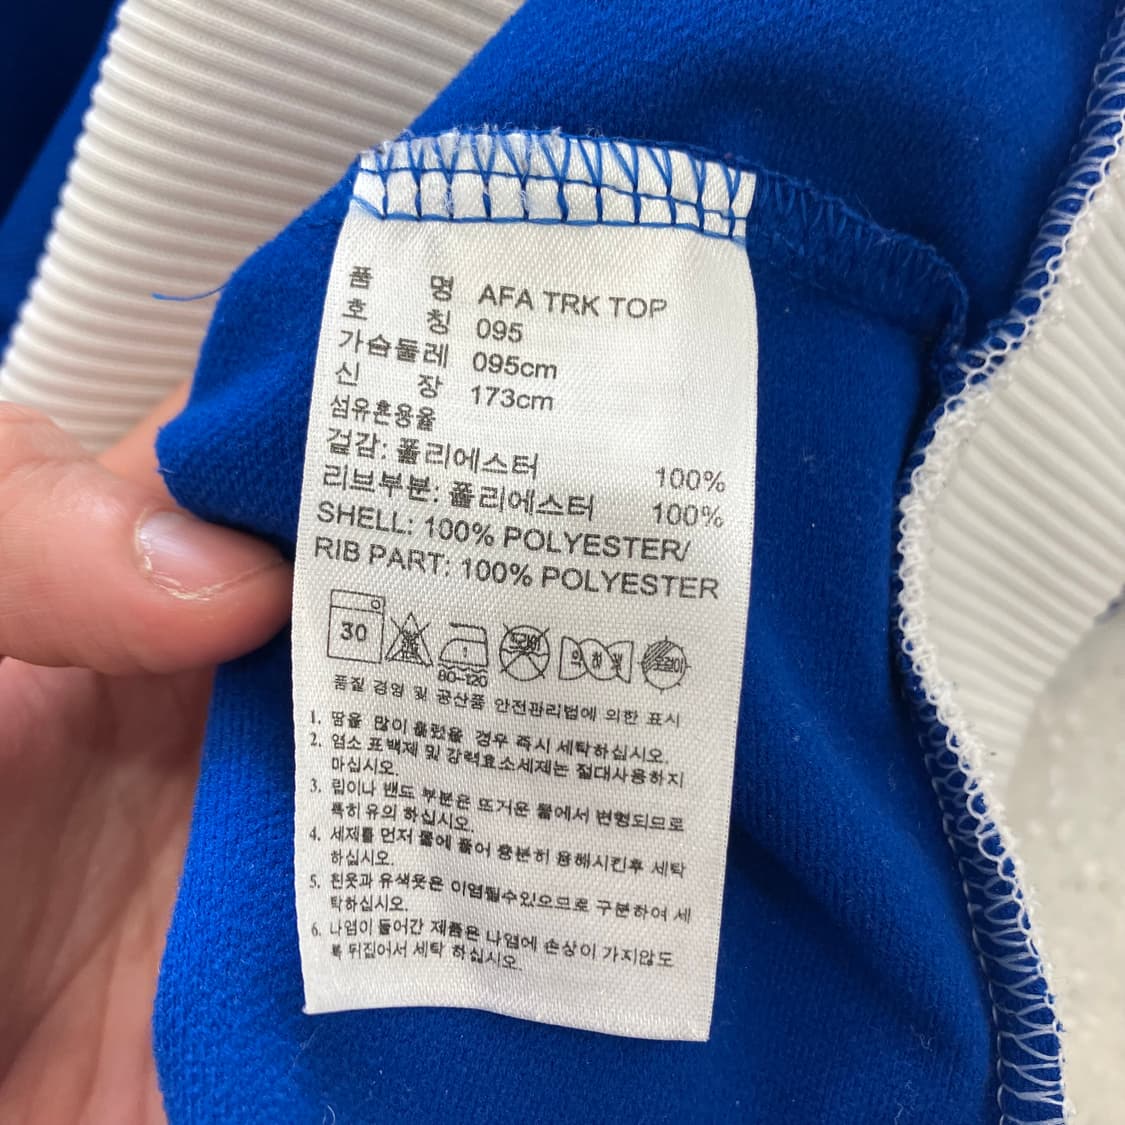 품 명 AFA TRK TOP
호 칭 095
가슴둘레 095cm
신 장 173cm
섬유혼용율
겉감: 폴리에스터 100%
리브부분: 폴리에스터 100%
SHELL: 100% POLYESTER/
RIB PART: 100% POLYESTER
30
80~120
품질 경영 및 공산품 안전관리법에 의한 표시
1. 땀을 많이 흘렸을 경우 즉시 세탁하십시오.
2. 염소 표백제 및 강력효소세제는 절대사용하지
마십시오.
3. 립이나 밴드 부분은 뜨거운 물에서 변형되므로
특히 유의 하십시오.
4. 세제를 먼저 물에 풀어 충분히 용해시킨후 세탁
하십시오.
5. 흰옷과 유색옷은 이염될수있으므로 구분하여 세
탁하십시오.
6. 나염이 들어간 제품은 나염에 손상이 가지않도
록 뒤집어서 세탁 하십시오.